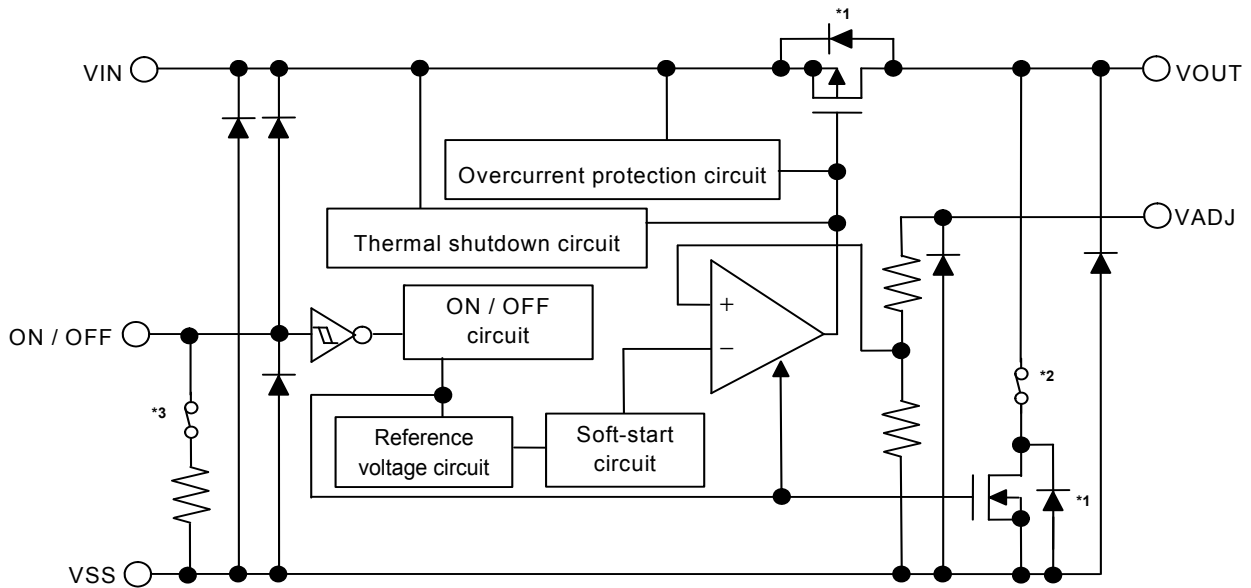 *1
VIN
VOUT
Overcurrent protection circuit
VADJ
Thermal shutdown circuit
+
−
ON / OFF
ON / OFF
circuit
*2
*3
Reference
voltage circuit
Soft-start
circuit
*1
VSS